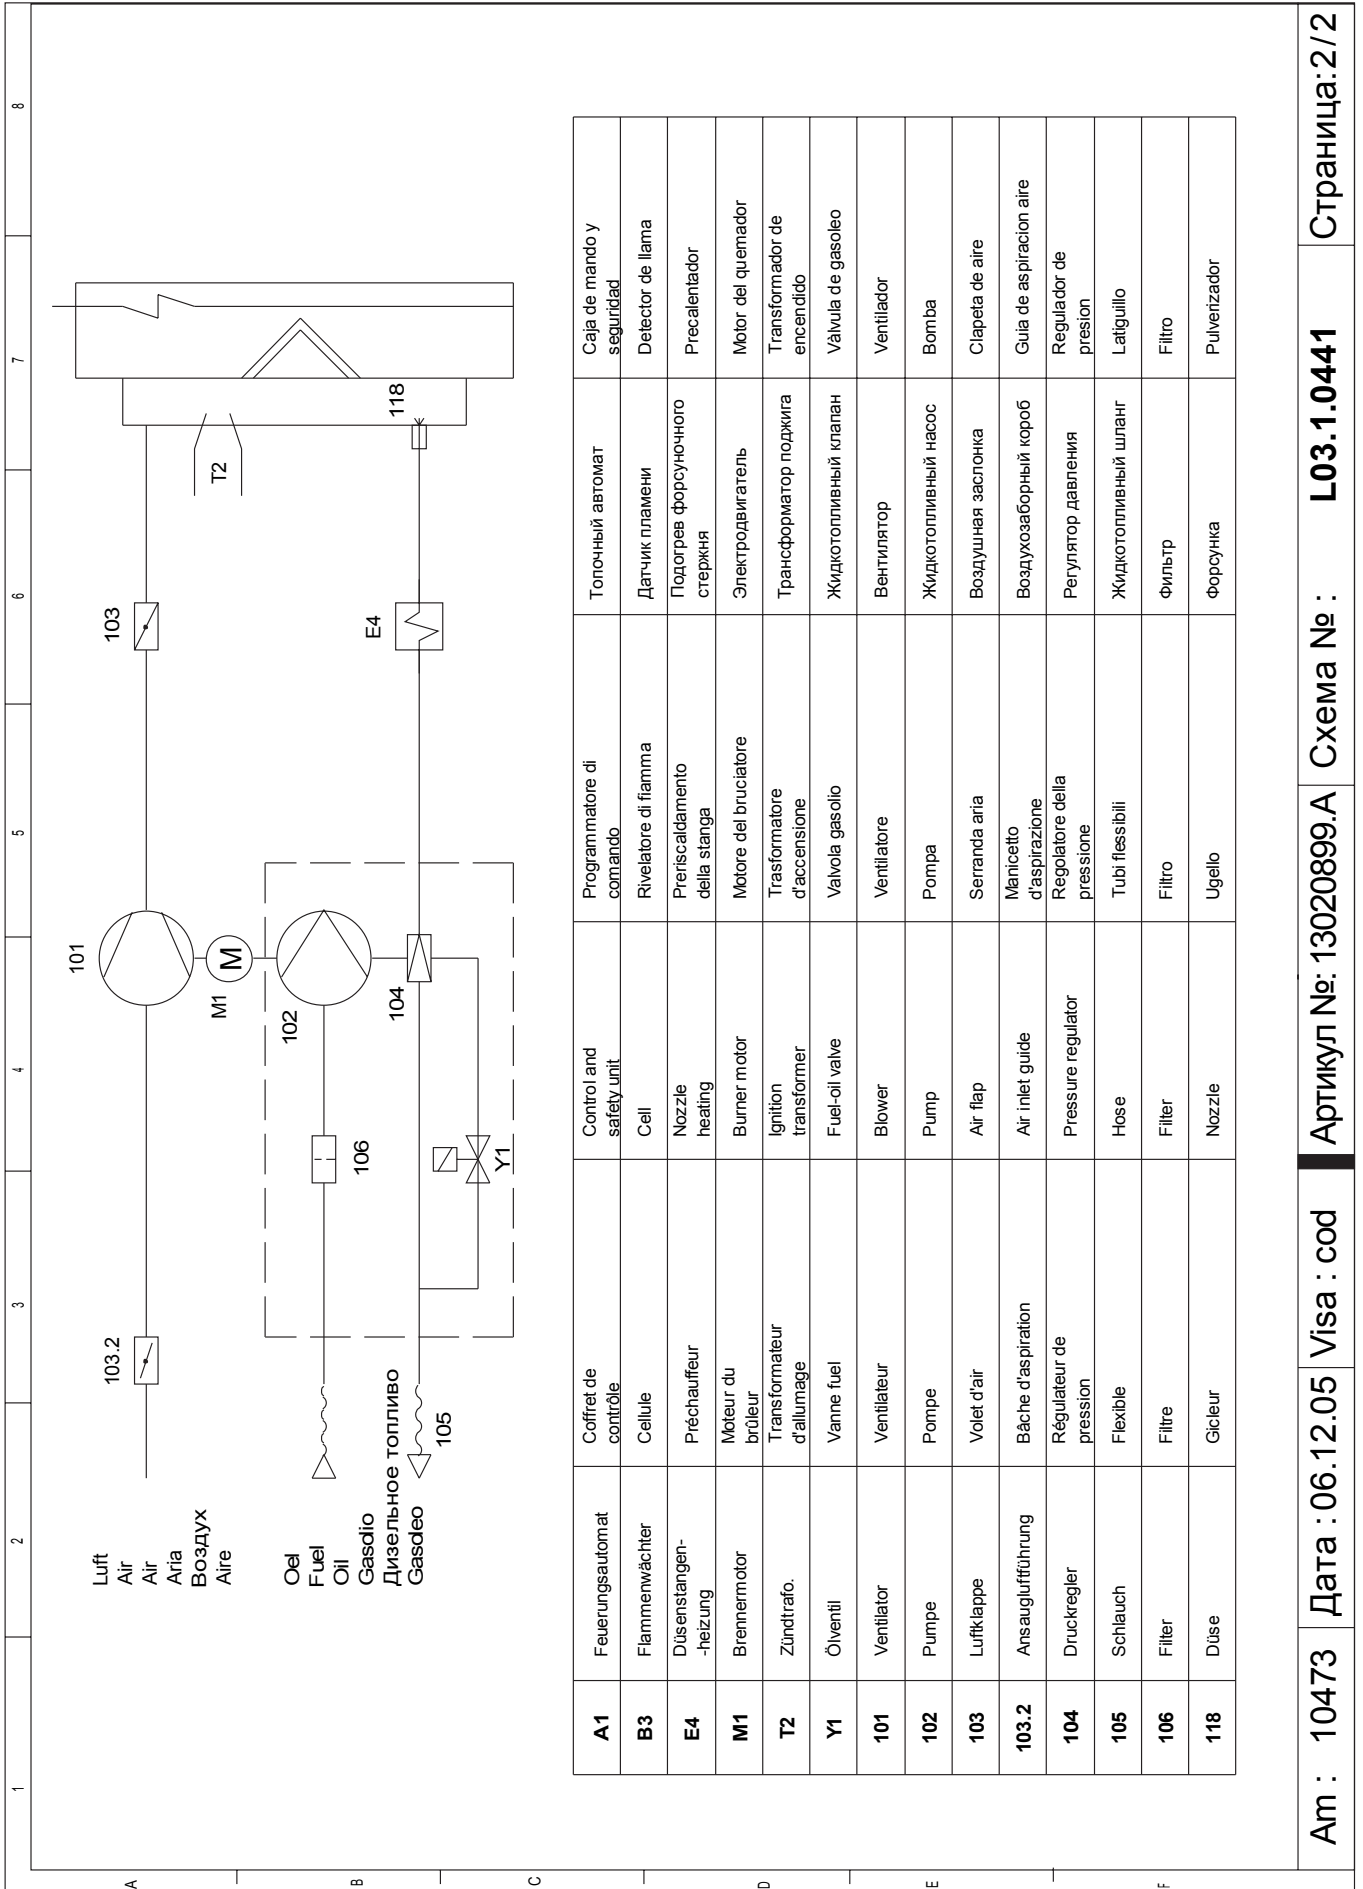 1 2 3 4 5 6 7 8
A
B
C
D
E
F
Luft
Air
Air
Aria
Воздух
Aire
103.2
101
103
M1
M
T2
Oel
Fuel
Oil
Gasdio
Дизельное топливо
Gasdeo
106
102
105
Y1
104
E4
118
A1 Feuerungsautomat Coffret de contrôle Control and safety unit Programmatore di comando Топочный автомат Caja de mando y seguridad
B3 Flammenwächter Cellule Cell Rivelatore di fiamma Датчик пламени Detector de llama
E4 Düsenstangen- -heizung Préchauffeur Nozzle heating Preriscaldamento della stanga Подогрев форсуночного стержня Precalentador
M1 Brennermotor Moteur du brûleur Burner motor Motore del bruciatore Электродвигатель Motor del quemador
T2 Zündtrafo. Transformateur d'allumage Ignition transformer Trasformatore d'accensione Трансформатор поджига Transformador de encendido
Y1 Ölventil Vanne fuel Fuel-oil valve Valvola gasolio Жидкотопливный клапан Vàlvula de gasoleo
101 Ventilator Ventilateur Blower Ventilatore Вентилятор Ventilador
102 Pumpe Pompe Pump Pompa Жидкотопливный насос Bomba
103 Luftklappe Volet d'air Air flap Serranda aria Воздушная заслонка Clapeta de aire
103.2 Ansaugluftführung Bâche d'aspiration Air inlet guide Manicetto d'aspirazione Воздухозаборный короб Guia de aspiracion aire
104 Druckregler Régulateur de pression Pressure regulator Regolatore della pressione Регулятор давления Regulador de presion
105 Schlauch Flexible Hose Tubi flessibili Жидкотопливный шланг Latiguillo
106 Filter Filtre Filter Filtro Фильтр Filtro
118 Düse Gicleur Nozzle Ugello Форсунка Pulverizador
Am : 10473 Дата : 06.12.05 Visa : cod Артикул №: 13020899.A Схема № : L03.1.0441 Страница:2/2